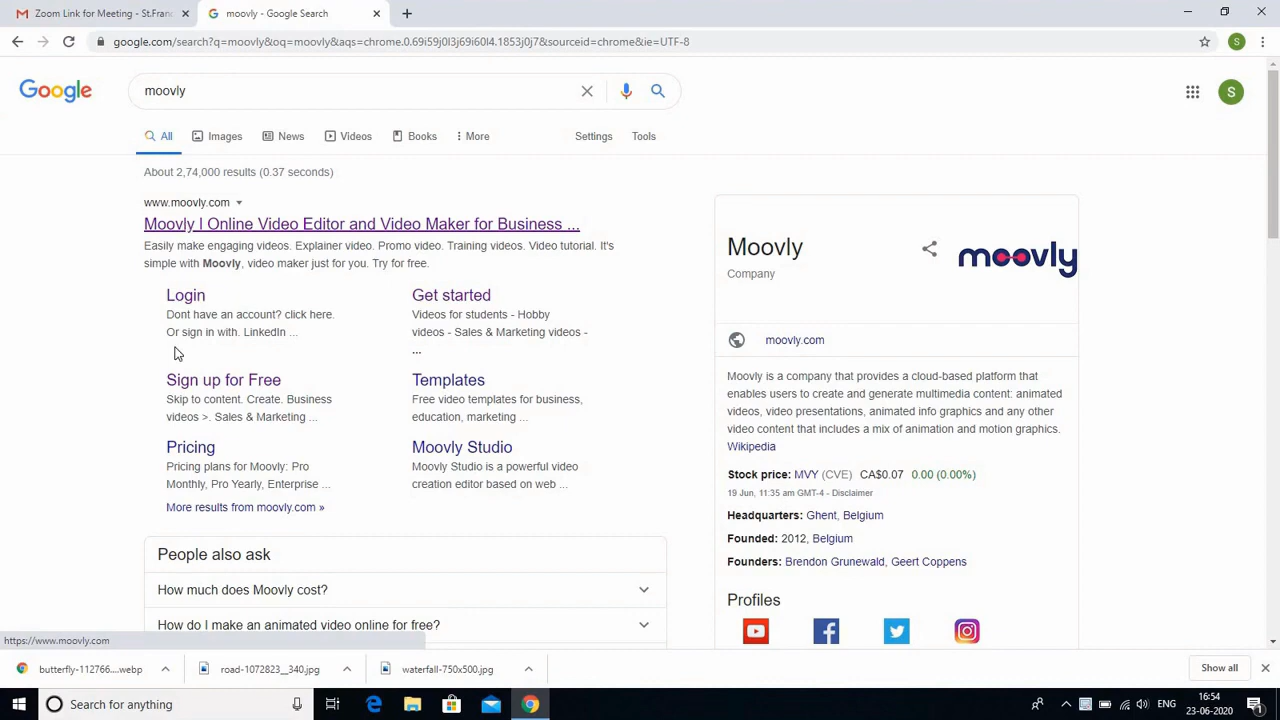 Zoom Link for Meeting - St.Franc
moovly - Google Search
google.com/search?q=moovly&oq=moovly&aqs=chrome.0.69i59j0l3j69i60l4.1853j0j7&sourceid=chrome&ie=UTF-8
S
Google
moovly
S
All
Images
News
Videos
Books
More
Settings
Tools
About 2,74,000 results (0.37 seconds)
www.moovly.com
Moovly | Online Video Editor and Video Maker for Business ...
Easily make engaging videos. Explainer video. Promo video. Training videos. Video tutorial. It's
simple with Moovly, video maker just for you. Try for free.
Login
Dont have an account? click here.
Or sign in with. LinkedIn ...
Get started
Videos for students - Hobby
videos - Sales & Marketing videos -
...
Sign up for Free
Skip to content. Create. Business
videos >. Sales & Marketing ...
Templates
Free video templates for business,
education, marketing ...
Pricing
Pricing plans for Moovly: Pro
Monthly, Pro Yearly, Enterprise ...
Moovly Studio
Moovly Studio is a powerful video
creation editor based on web ...
More results from moovly.com »
People also ask
How much does Moovly cost?
How do I make an animated video online for free?
Moovly
Company
moovly
moovly.com
Moovly is a company that provides a cloud-based platform that
enables users to create and generate multimedia content: animated
videos, video presentations, animated info graphics and any other
video content that includes a mix of animation and motion graphics.
Wikipedia
Stock price: MVY (CVE) CA$0.07 0.00 (0.00%)
19 Jun, 11:35 am GMT-4 - Disclaimer
Headquarters: Ghent, Belgium
Founded: 2012, Belgium
Founders: Brendon Grunewald, Geert Coppens
Profiles
https://www.moovly.com
butterfly-112766....webp
road-1072823__340.jpg
waterfall-750x500.jpg
Show all
Search for anything
ENG
16:54
23-06-2020
1